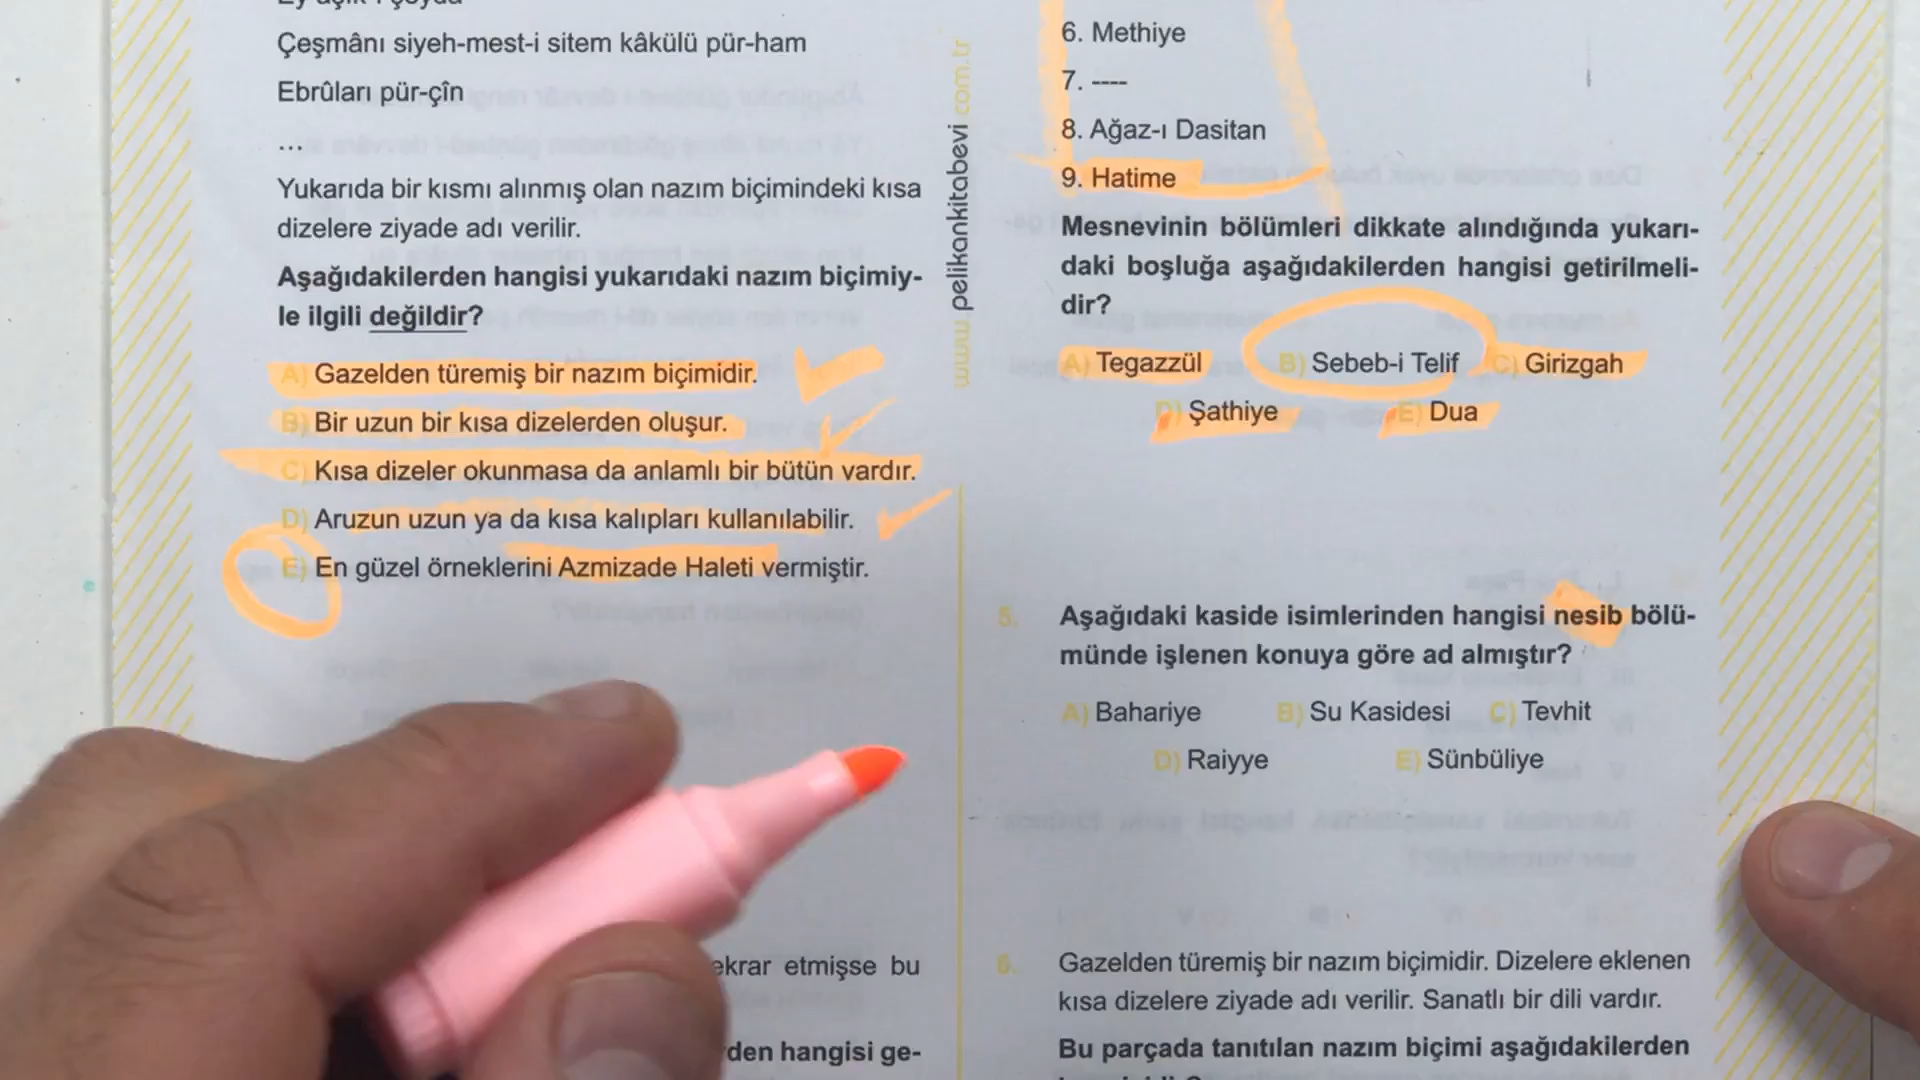 Çeşmânı siyeh-mest-i sitem kâkülü pür-ham
Ebrûları pür-çîn
...
Yukarıda bir kısmı alınmış olan nazım biçimindeki kısa
dizelere ziyade adı verilir.
Aşağıdakilerden hangisi yukarıdaki nazım biçimiy-
le ilgili değildir?
A) Gazelden türemiş bir nazım biçimidir.
B) Bir uzun bir kısa dizelerden oluşur.
C) Kısa dizeler okunmasa da anlamlı bir bütün vardır.
D) Aruzun uzun ya da kısa kalıpları kullanılabilir.
E) En güzel örneklerini Azmizade Haleti vermiştir.
ekrar etmişse bu
den hangisi ge-
www.pelikankitabevi.com.tr
6. Methiye
7. ----
8. Ağaz-ı Dasitan
9. Hatime
Mesnevinin bölümleri dikkate alındığında yukarı-
daki boşluğa aşağıdakilerden hangisi getirilmeli-
dir?
A) Tegazzül B) Sebeb-i Telif C) Girizgah
D) Şathiye E) Dua
5. Aşağıdaki kaside isimlerinden hangisi nesib bölü-
münde işlenen konuya göre ad almıştır?
A) Bahariye B) Su Kasidesi C) Tevhit
D) Raiyye E) Sünbüliye
6. Gazelden türemiş bir nazım biçimidir. Dizelere eklenen
kısa dizelere ziyade adı verilir. Sanatlı bir dili vardır.
Bu parçada tanıtılan nazım biçimi aşağıdakilerden